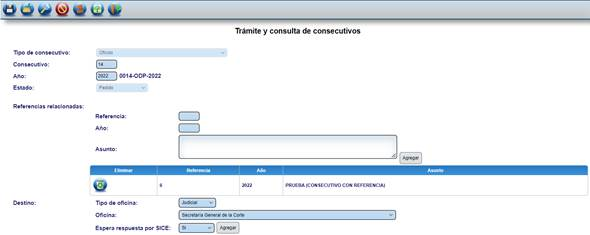 Trámite y consulta de consecutivos
Tipo de consecutivo: Oficio
Consecutivo: 14
Año: 2022 0014-ODP-2022
Estado: Pedido
Referencias relacionadas:
Referencia:
Año:
Asunto: Agregar
Eliminar Referencia Año Asunto
6 2022 PRUEBA (CONSECUTIVO CON REFERENCIA)
Destino: Tipo de oficina: Judicial
Oficina: Secretaría General de la Corte
Espera respuesta por SICE: Si Agregar